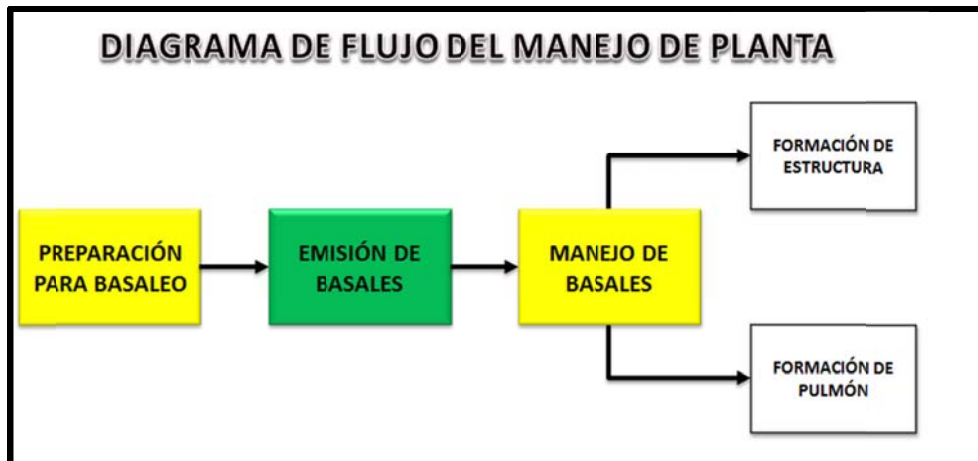 DIAGRAMA DE FLUJO DEL MANEJO DE PLANTA
PREPARACIÓN
PARA BASALEO
EMISIÓN DE
BASALES
MANEJO DE
BASALES
FORMACIÓN DE
ESTRUCTURA
FORMACIÓN DE
PULMÓN